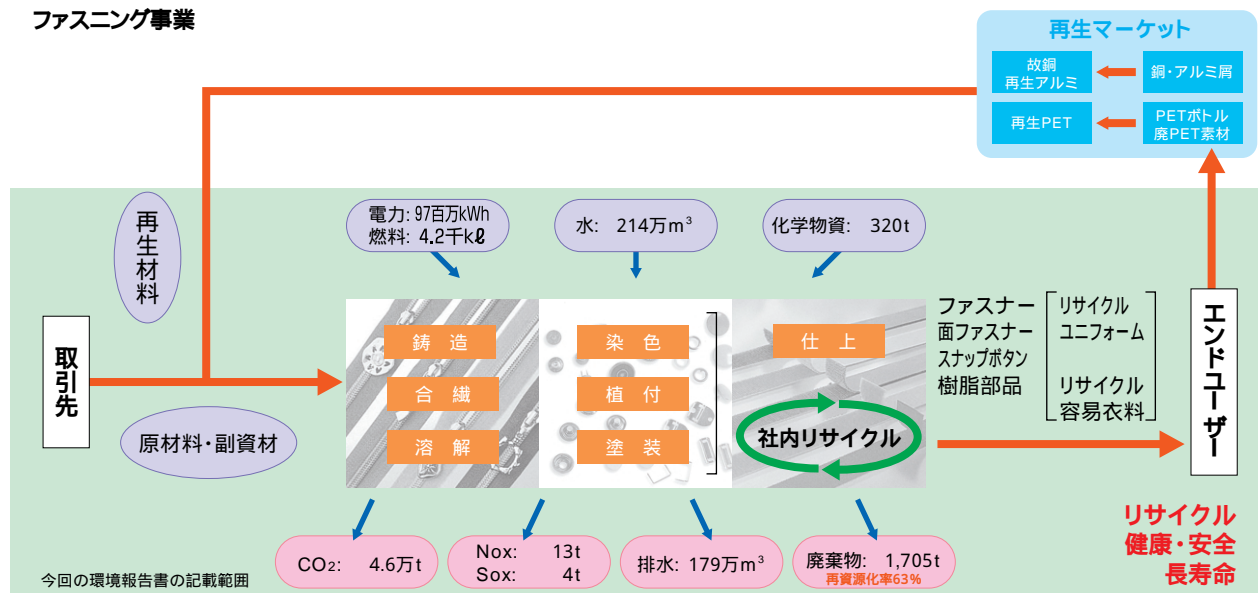 ファスニング事業
再生マーケット
故銅
再生アルミ
銅・アルミ屑
再生PET
PETボトル
廃PET素材
再生材料
電力: 97百万kWh
燃料: 4.2千kℓ
水: 214万m³
化学物資: 320t
取引先
原材料・副資材
鋳造
合繊
溶解
染色
植付
塗装
仕上
社内リサイクル
ファスナー
面ファスナー
スナップボタン
樹脂部品
リサイクル
ユニフォーム
リサイクル
容易衣料
エンドユーザー
リサイクル
健康・安全
長寿命
CO₂: 4.6万t
Nox: 13t
Sox: 4t
排水: 179万m³
廃棄物: 1,705t
再資源化率63%
今回の環境報告書の記載範囲